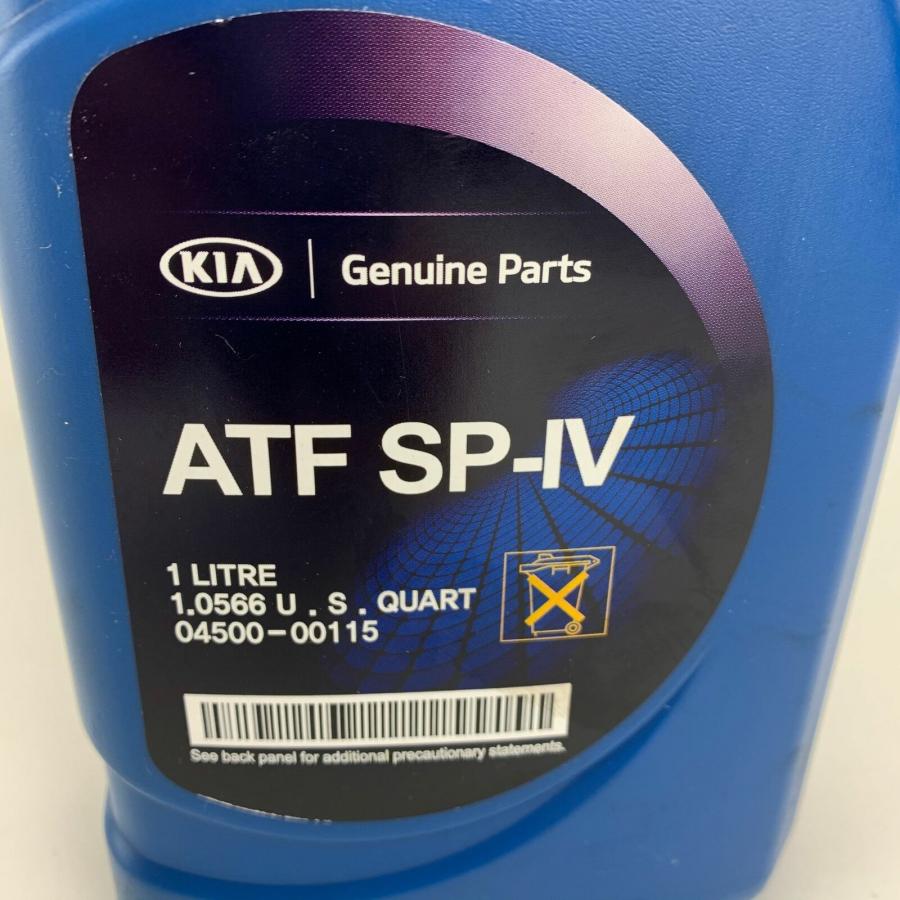 KIA | Genuine Parts
ATF SP-IV
1 LITRE
1.0566 U . S . QUART
04500-00115
See back panel for additional precautionary statements.